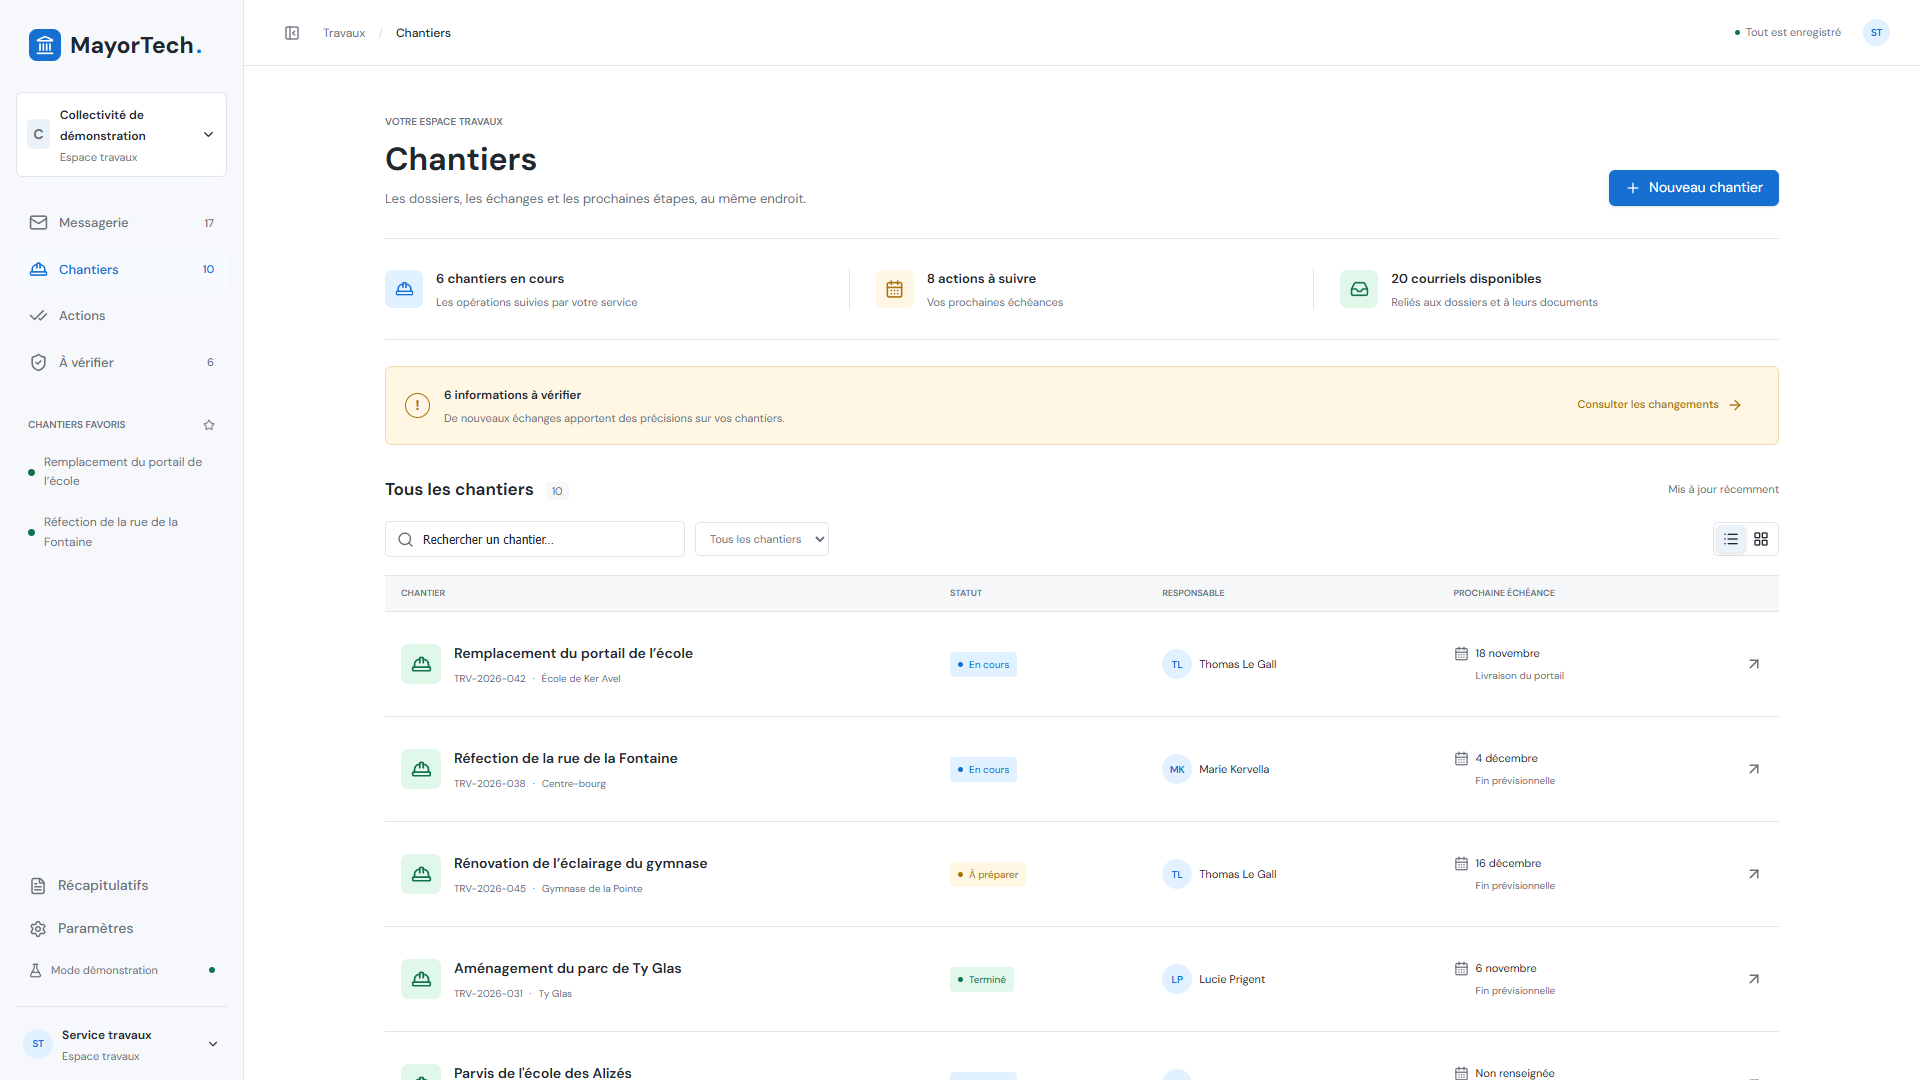 MayorTech.
Collectivité de
démonstration
Espace travaux
C
Messagerie 17
Chantiers 10
Actions
À vérifier 6
CHANTIERS FAVORIS
Remplacement du portail de
l’école
Réfection de la rue de la
Fontaine
Récapitulatifs
Paramètres
Mode démonstration
ST
Service travaux
Espace travaux
Travaux / Chantiers
Tout est enregistré
ST
VOTRE ESPACE TRAVAUX
Chantiers
Les dossiers, les échanges et les prochaines étapes, au même endroit.
Nouveau chantier
6 chantiers en cours
Les opérations suivies par votre service
8 actions à suivre
Vos prochaines échéances
20 courriels disponibles
Reliés aux dossiers et à leurs documents
6 informations à vérifier
De nouveaux échanges apportent des précisions sur vos chantiers.
Consulter les changements
Tous les chantiers 10
Mis à jour récemment
Rechercher un chantier...
Tous les chantiers
CHANTIER STATUT RESPONSABLE PROCHAINE ÉCHÉANCE
Remplacement du portail de l’école
TRV-2026-042 · École de Ker Avel
En cours
TL Thomas Le Gall
18 novembre
Livraison du portail
Réfection de la rue de la Fontaine
TRV-2026-038 · Centre-bourg
En cours
MK Marie Kervella
4 décembre
Fin prévisionnelle
Rénovation de l’éclairage du gymnase
TRV-2026-045 · Gymnase de la Pointe
À préparer
TL Thomas Le Gall
16 décembre
Fin prévisionnelle
Aménagement du parc de Ty Glas
TRV-2026-031 · Ty Glas
Terminé
LP Lucie Prigent
6 novembre
Fin prévisionnelle
Parvis de l'école des Alizés
Non renseignée